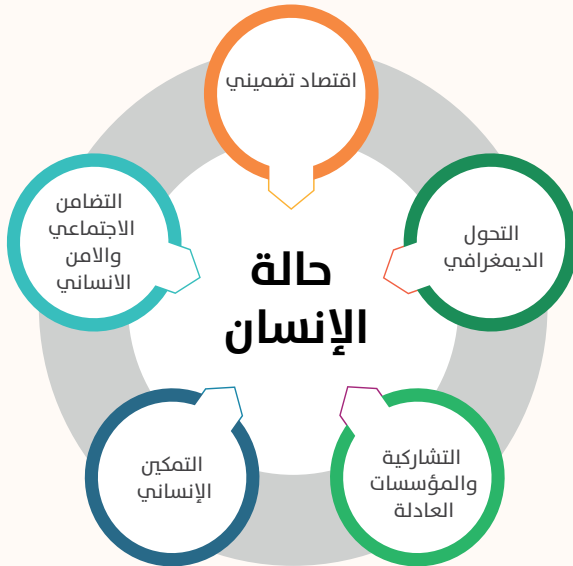 اقتصاد تضميني
التحول
الديمغرافي
التضامن
الاجتماعي
والامن
الانساني
حالة
الإنسان
التشاركية
والمؤسسات
العادلة
التمكين
الإنساني